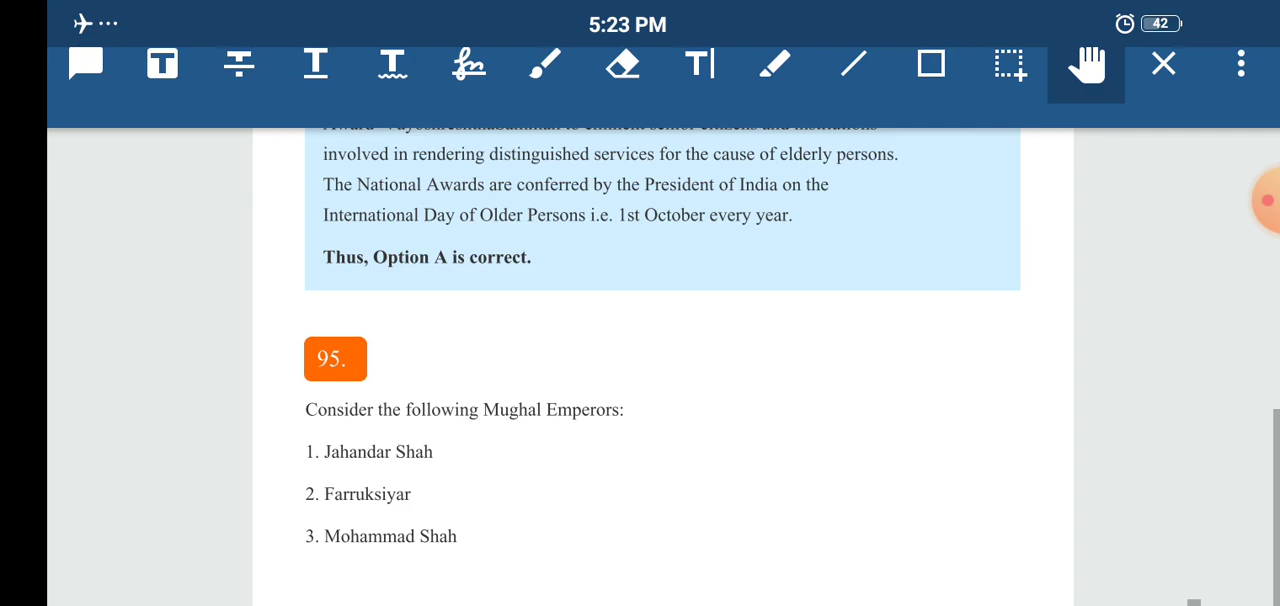 5:23 PM
42
involved in rendering distinguished services for the cause of elderly persons.
The National Awards are conferred by the President of India on the
International Day of Older Persons i.e. 1st October every year.
Thus, Option A is correct.
95.
Consider the following Mughal Emperors:
1. Jahandar Shah
2. Farruksiyar
3. Mohammad Shah